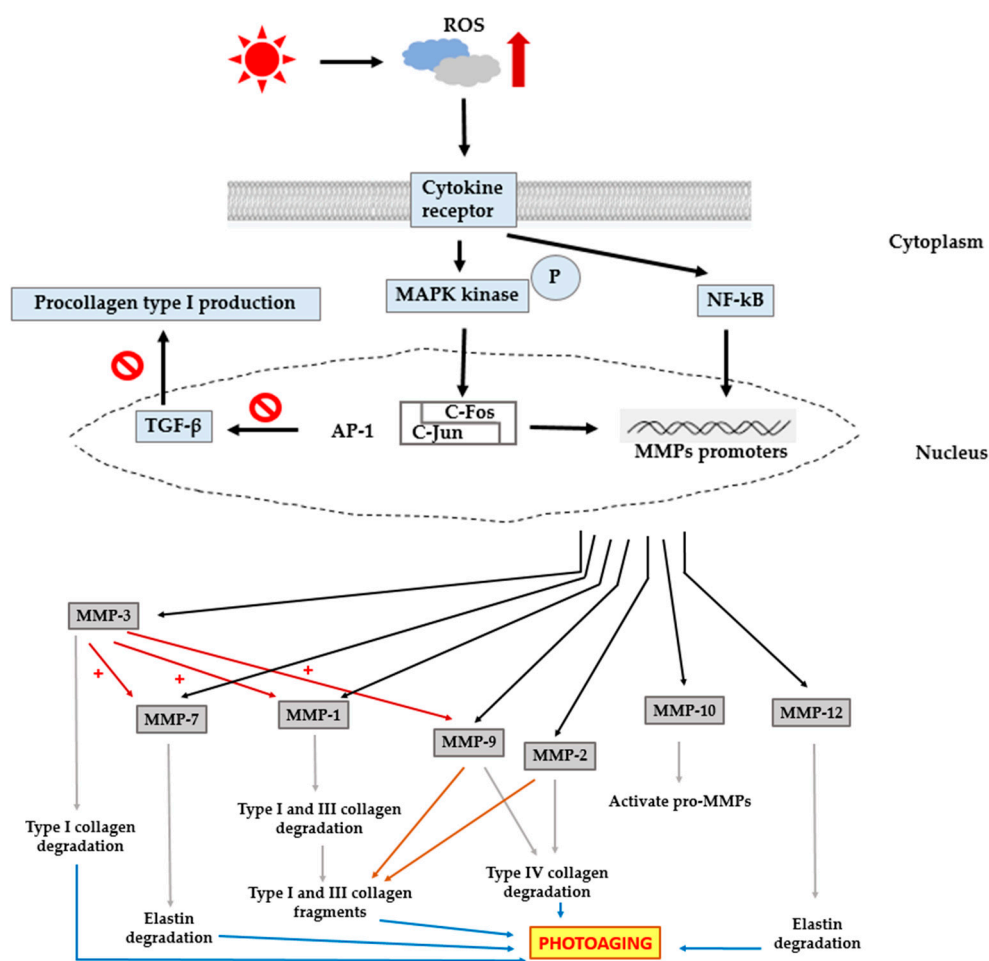 ROS
Cytokine
receptor
Cytoplasm
P
MAPK kinase
NF-kB
Procollagen type I production
TGF-β
AP-1
C-Fos
C-Jun
MMPs promoters
Nucleus
MMP-3
+
+
+
MMP-7
MMP-1
MMP-9
MMP-2
MMP-10
MMP-12
Type I collagen
degradation
Type I and III collagen
degradation
Activate pro-MMPs
Type I and III collagen
fragments
Type IV collagen
degradation
Elastin
degradation
Elastin
degradation
PHOTOAGING